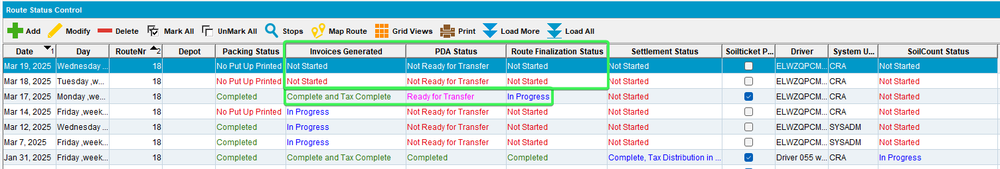 Route Status Control
Add Modify Delete Mark All UnMark All Stops Map Route Grid Views Print Load More Load All
Date 1 Day RouteNr 2 Depot Packing Status Invoices Generated PDA Status Route Finalization Status Settlement Status Soilticket P... Driver System U... SoilCount Status
Mar 19, 2025 Wednesday ... 18 No Put Up Printed Not Started Not Ready for Transfer Not Started Not Started ELWZQPCM... CRA Not Started
Mar 18, 2025 Tuesday ,w... 18 No Put Up Printed Not Started Not Ready for Transfer Not Started Not Started ELWZQPCM... CRA Not Started
Mar 17, 2025 Monday ,we... 18 Completed Complete and Tax Complete Ready for Transfer In Progress Not Started ELWZQPCM... CRA Not Started
Mar 14, 2025 Friday ,week... 18 No Put Up Printed In Progress Not Ready for Transfer Not Started Not Started ELWZQPCM... CRA Not Started
Mar 12, 2025 Wednesday ... 18 Completed In Progress Not Ready for Transfer Not Started Not Started ELWZQPCM... SYSADM Not Started
Mar 7, 2025 Friday ,week... 18 Completed In Progress Not Ready for Transfer Not Started Not Started ELWZQPCM... SYSADM Not Started
Jan 31, 2025 Friday ,week... 18 Completed Complete and Tax Complete Completed Completed Complete, Tax Distribution in ... Driver 055 w... CRA In Progress